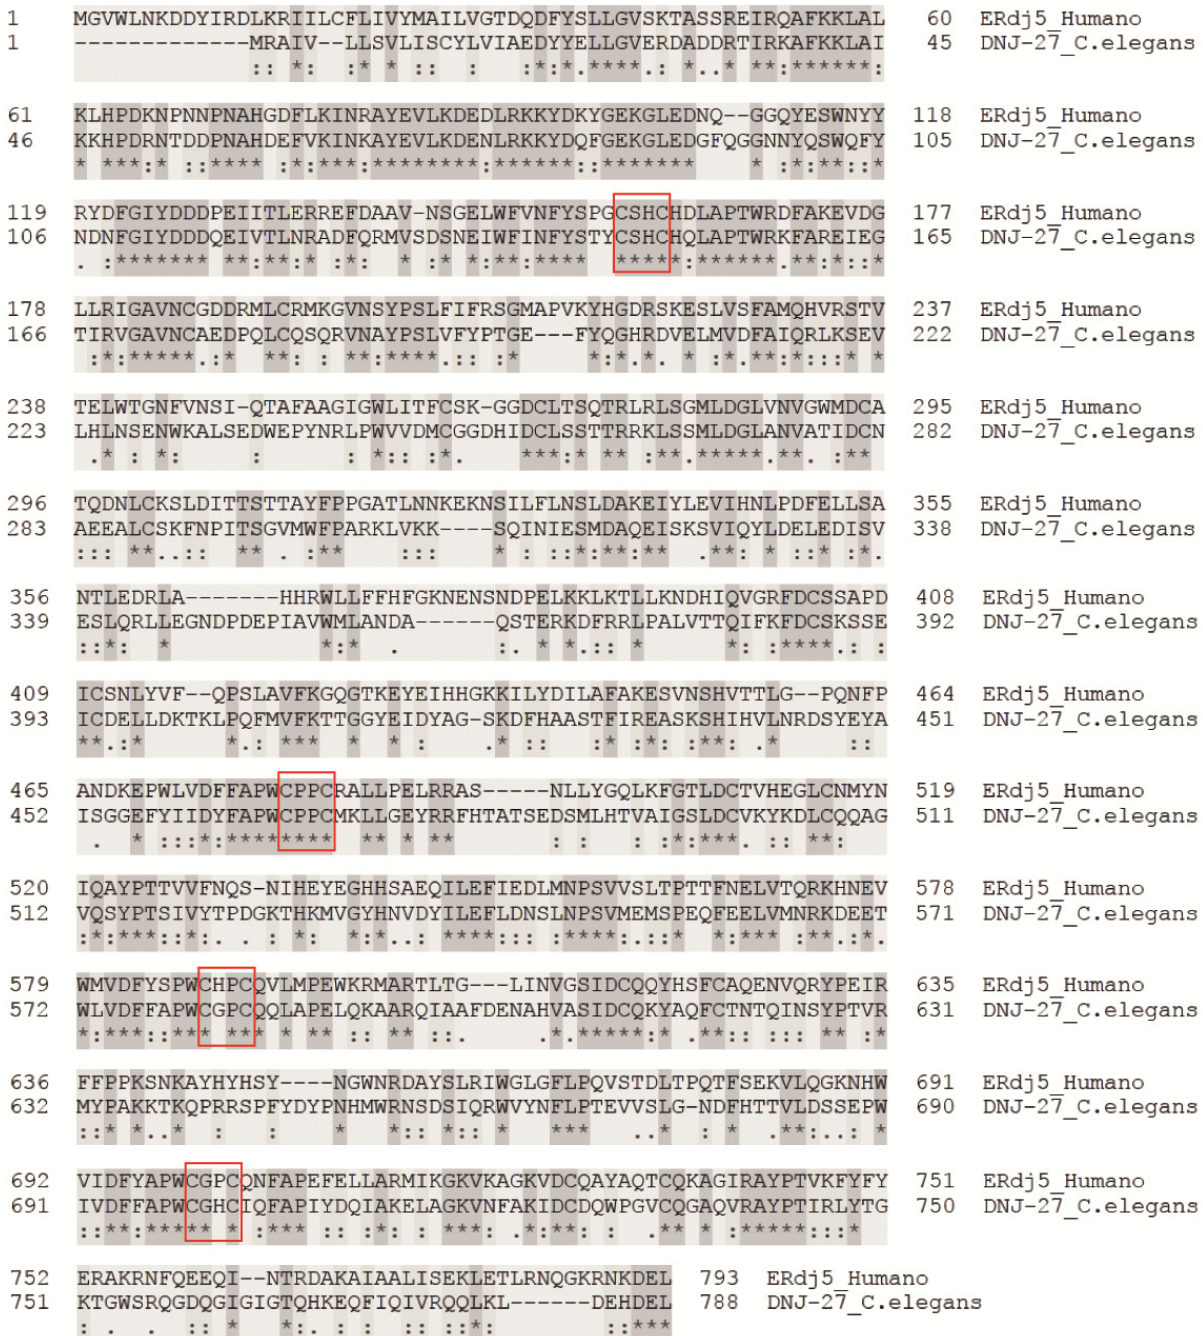 1 MGVWLNKDDYIRDLKRIILCFLIVYMAILVGTDQDFYSLLGVSKTASSREIRQAFKKLAL 60 ERdj5_Humano
1 -------------MRAIV--LLSVLISCYLVIAEDYYELLGVERDADDRTIRKAFKKLAI 45 DNJ-27_C.elegans
:: *: :* *: :* . :*:*.****.: *..* **:******:
61 KLHPDKNPNNPNAHGDFLKINRAYEVLKDEDLRKKYDKYGEKGLEDNQ--GGQYESWNYY 118 ERdj5_Humano
46 KKHPDRNTDDPNAHDEFVKINKAYEVLKDENLRKKYDQFGEKGLEDGFQGGNNYQSWQFY 105 DNJ-27_C.elegans
* ***:* ::**** :*:***:********:******::*******. * :*:**::*
119 RYDFGIYDDDPEIITLERREFDAAV-NSGELWFVNFYSPGCSHCHDLAPTWRDFAKEVDG 177 ERdj5_Humano
106 NDNFGIYDDDQEIVTLNRADFQRMVSDSNEIWFINFYSTYCSHCHQLAPTWRKFAREIEG 165 DNJ-27_C.elegans
. :******* **:**:* :*: * :*.*:**:****  *****:******.**:*::*
178 LLRIGAVNCGDDRMLCRMKGVNSYPSLFIFRSGMAPVKYHGDRSKESLVSFAMQHVRSTV 237 ERdj5_Humano
166 TIRVGAVNCAEDPQLCQSQRVNAYPSLVFYPTGE---FYQGHRDVELMVDFAIQRLKSEV 222 DNJ-27_C.elegans
:*:*****.:*  **: : **:****.:: :*    *:*.*. * :*.**:*:::* *
238 TELWTGNFVNSI-QTAFAAGIGWLITFCSK-GGDCLTSQTRLRLSGMLDGLVNVGWMDCA 295 ERdj5_Humano
223 LHLNSENWKALSEDWEPYNRLPWVVDMCGGDHIDCLSSTTRRKLSSMLDGLANVATIDCN 282 DNJ-27_C.elegans
.* : *:      :      : *:: :*.    ***:* ** :**.*****.**. :**
296 TQDNLCKSLDITTSTTAYFPPGATLNNKEKNSILFLNSLDAKEIYLEVIHNLPDFELLSA 355 ERdj5_Humano
283 AEEALCSKFNPITSGVMWFPARKLVKK----SQINIESMDAQEISKSVIQYLDELEDISV 338 DNJ-27_C.elegans
::: **..::  ** . :**    :::    * : ::*:**:**  .**: * ::* :*.
356 NTLEDRLA-------HHRWLLFFHFGKNENSNDPELKKLKTLLKNDHIQVGRFDCSSAPD 408 ERdj5_Humano
339 ESLQRLLEGNDPDEPIAVWMLANDA------QSTERKDFRRLPALVTTQIFKFDCSKSSE 392 DNJ-27_C.elegans
::*:  *           *:*  .       :. * *.:: *     *: :****.: :
409 ICSNLYVF--QPSLAVFKGQGTKEYEIHHGKKILYDILAFAKESVNSHVTTLG--PQNFP 464 ERdj5_Humano
393 ICDELLDKTKLPQFMVFKTTGGYEIDYAG-SKDFHAASTFIREASKSHIHVLNRDSYEYA 451 DNJ-27_C.elegans
**.:*      *.: ***  *  * :    .* ::   :* :*: :**: .*.    ::
465 ANDKEPWLVDFFAPWCPPCRALLPELRRAS-----NLLYGQLKFGTLDCTVHEGLCNMYN 519 ERdj5_Humano
452 ISGGEFYIIDYFAPWCPPCMKLLGEYRRFHTATSEDSMLHTVAIGSLDCVKYKDLCQQAG 511 DNJ-27_C.elegans
.  * :::*:********  ** * **       : :   : :*:***. ::.**:
520 IQAYPTTVVFNQS-NIHEYEGHHSAEQILEFIEDLMNPSVVSLTPTTFNELVTQRKHNEV 578 ERdj5_Humano
512 VQSYPTSIVYTPDGKTHKMVGYHNVDYILEFLDNSLNPSVMEMSPEQFEELVMNRKDEET 571 DNJ-27_C.elegans
:*:***::*:. . : *:  *:*..: ****::: :****:.::*  *:*** :**.:*.
579 WMVDFYSPWCHPCQVLMPEWKRMARTLTG---LINVGSIDCQQYHSFCAQENVQRYPEIR 635 ERdj5_Humano
572 WLVDFFAPWCGPCQQLAPELQKAARQIAAFDENAHVASIDCQKYAQFCTNTQINSYPTVR 631 DNJ-27_C.elegans
*:***::*** *** * ** :: ** ::.     .*.*****:* .**:: ::: ** :*
636 FFPPKSNKAYHYHSY----NGWNRDAYSLRIWGLGFLPQVSTDLTPQTFSEKVLQGKNHW 691 ERdj5_Humano
632 MYPAKKTKQPRRSPFYDYPNHMWRNSDSIQRWVYNFLPTEVVSLG-NDFHTTVLDSSEPW 690 DNJ-27_C.elegans
::* *..*  :   :    *   *:: *:: *  .***   ..*  : *  .**:..: *
692 VIDFYAPWCGPCQNFAPEFELLARMIKGKVKAGKVDCQAYAQTCQKAGIRAYPTVKFYFY 751 ERdj5_Humano
691 IVDFFAPWCGHCIQFAPIYDQIAKELAGKVNFAKIDCDQWPGVCQGAQVRAYPTIRLYTG 750 DNJ-27_C.elegans
::**:***** * :*** :: :*: : ***: .*:**: :  .** * :*****:::*
752 ERAKRNFQEEQI--NTRDAKAIAALISEKLETLRNQGKRNKDEL 793 ERdj5_Humano
751 KTGWSRQGDQGIGIGTQHKEQFIQIVRQQLKL------DEHDEL 788 DNJ-27_C.elegans
: .  .  :: *  .*:. : :  :: ::*:       ::***